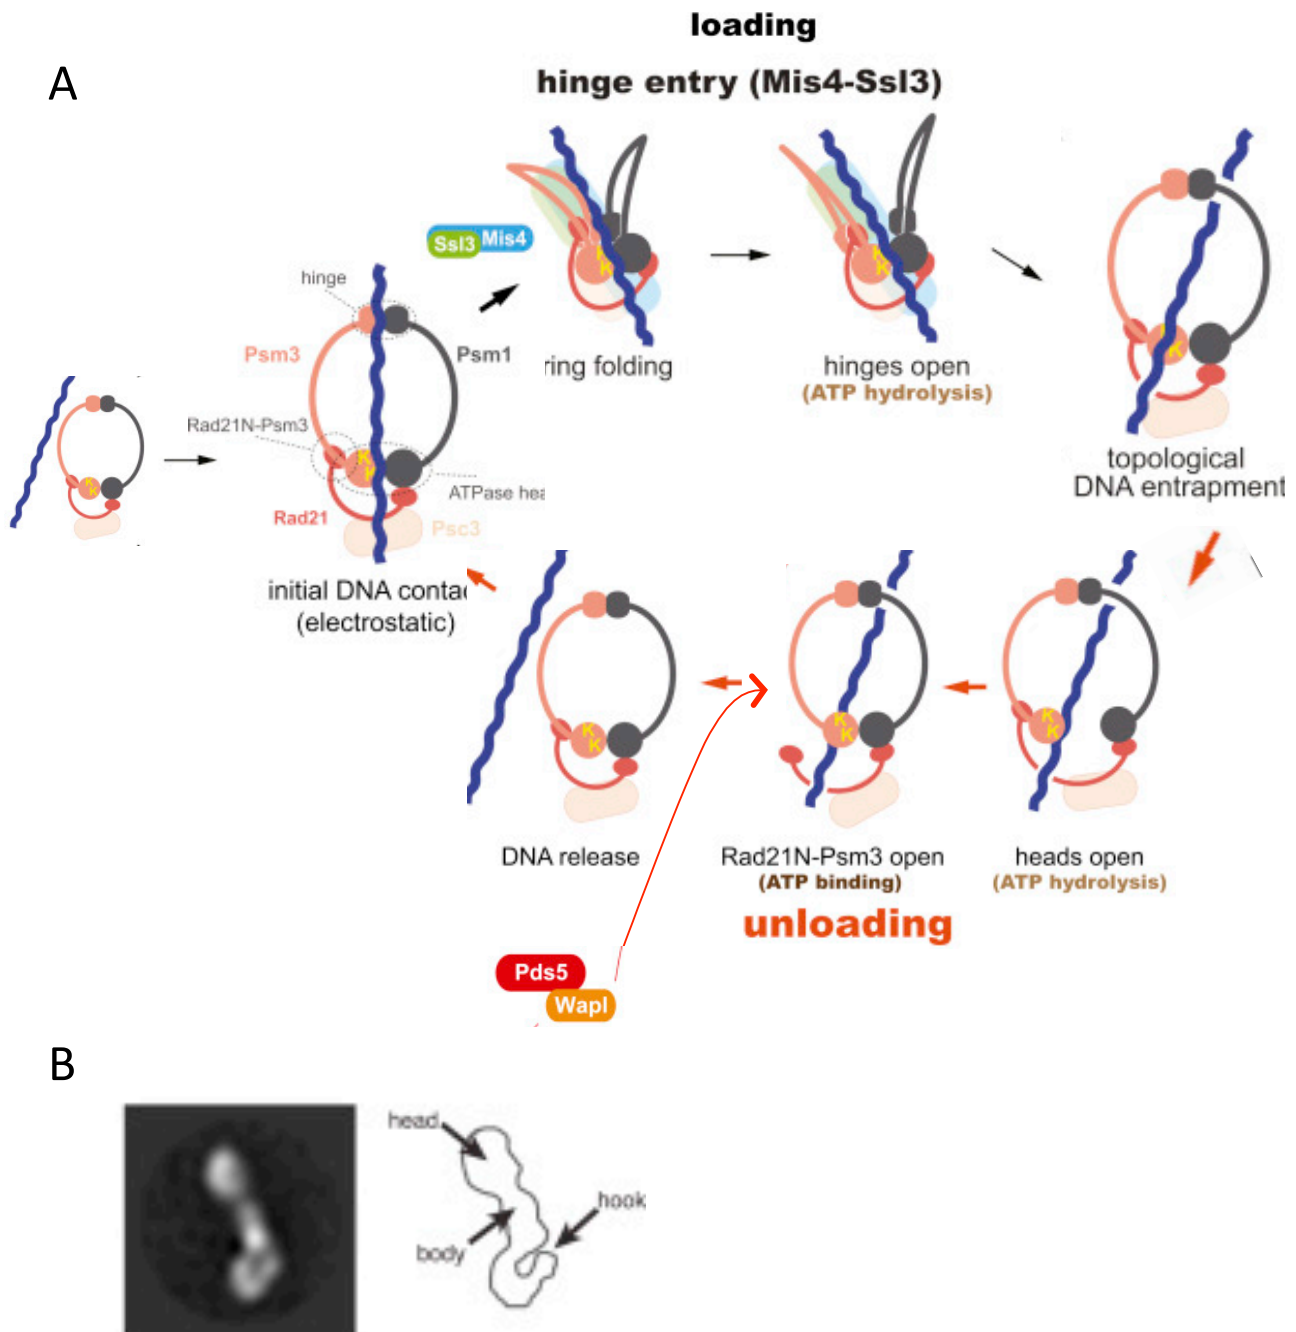 loading
A
hinge entry (Mis4-Ssl3)
Ssl3 Mis4
hinge
Psm3
Psm1
ring folding
hinges open
(ATP hydrolysis)
K
K
K
K
K
Rad21N-Psm3
K
K
K
K
ATPase hea
Rad21
Psc3
topological
DNA entrapment
initial DNA contac
(electrostatic)
K
K
K
K
K
K
DNA release
Rad21N-Psm3 open
(ATP binding)
heads open
(ATP hydrolysis)
unloading
Pds5
Wapl
B
head
hook
body